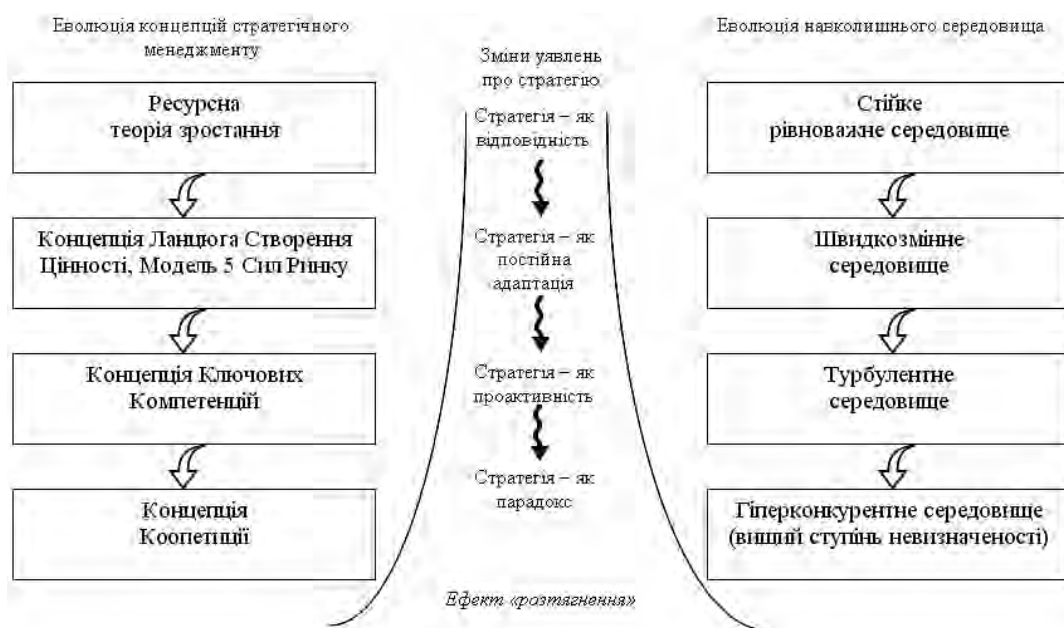 Еволюція концепцій стратегічного
менеджменту
Ресурсна
теорія зростання
Концепція Ланцюга Створення
Цінності, Модель 5 Сил Ринку
Концепція Ключових
Компетенцій
Концепція
Коопетиції
Зміни уявлень
про стратегію
Стратегія – як
відповідність
Стратегія – як
постійна
адаптація
Стратегія – як
проактивність
Стратегія – як
парадокс
Ефект «розтягнення»
Еволюція навколишнього середовища
Стійке
рівноважне середовище
Швидкозмінне
середовище
Турбулентне
середовище
Гіперконкурентне середовище
(вищий ступінь невизначеності)